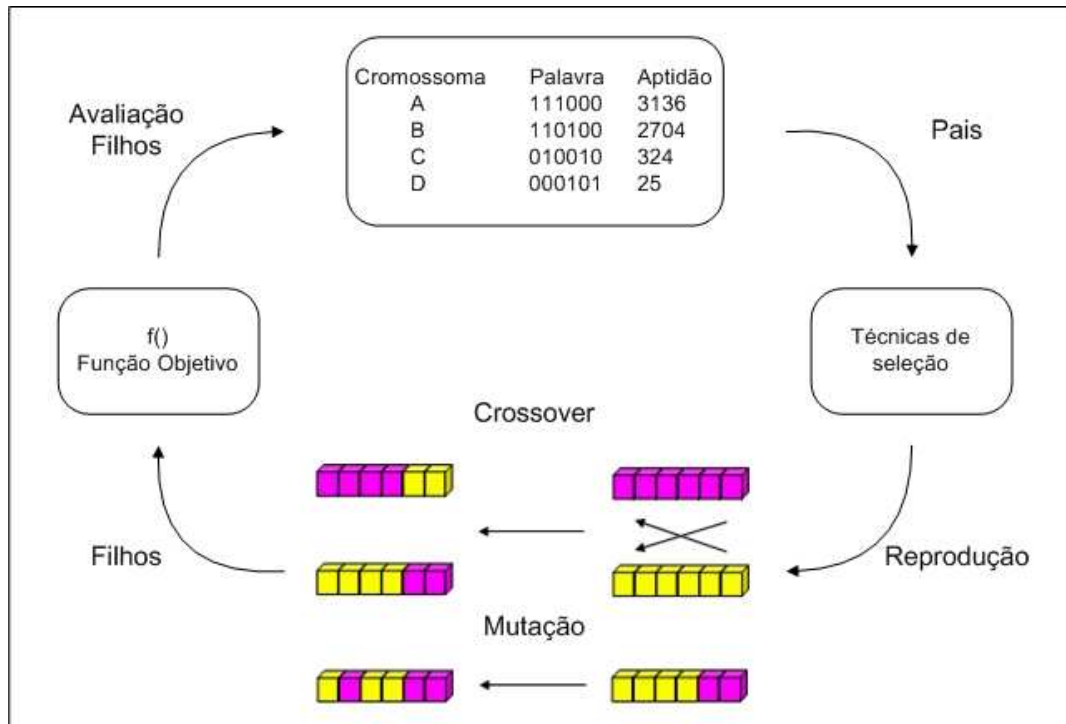 Cromossoma Palavra Aptidão
A 111000 3136
B 110100 2704
C 010010 324
D 000101 25
Avaliação
Filhos
Pais
f()
Função Objetivo
Técnicas de
seleção
Crossover
Filhos
Reprodução
Mutação